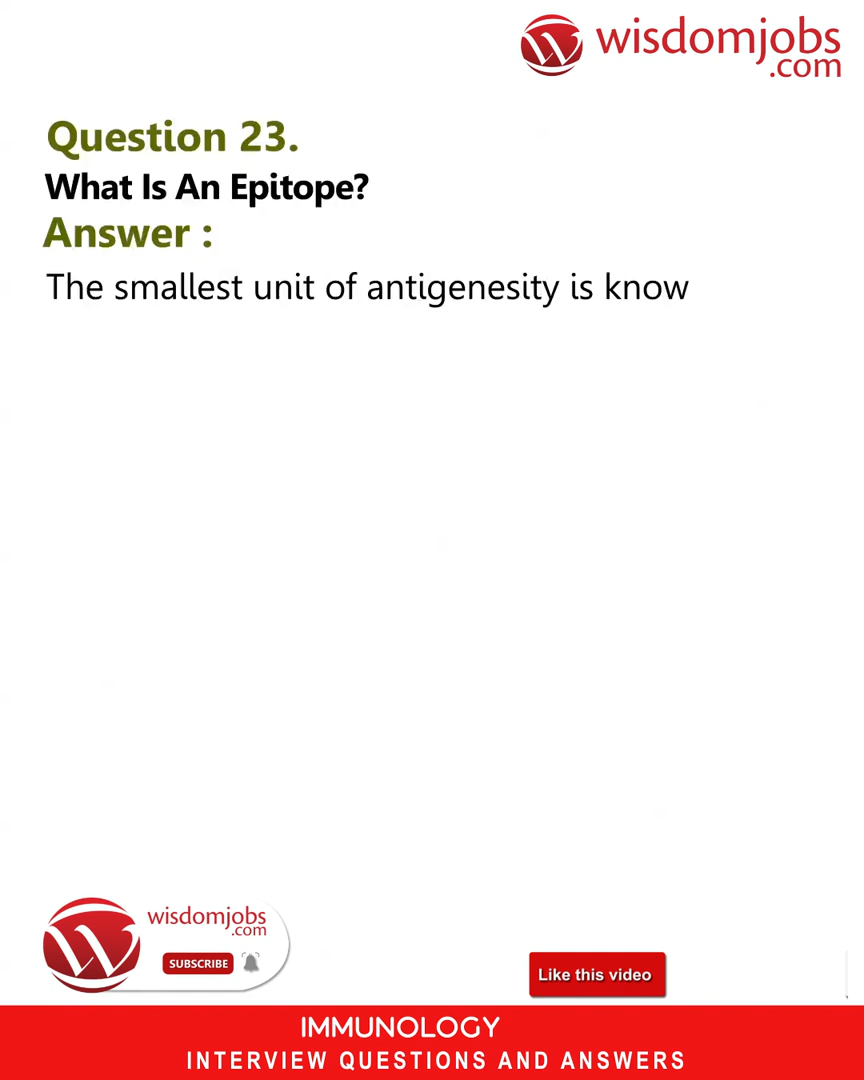 wisdomjobs
.com
Question 23.
What Is An Epitope?
Answer :
The smallest unit of antigenesity is know
wisdomjobs
.com
SUBSCRIBE
Like this video
IMMUNOLOGY
INTERVIEW QUESTIONS AND ANSWERS